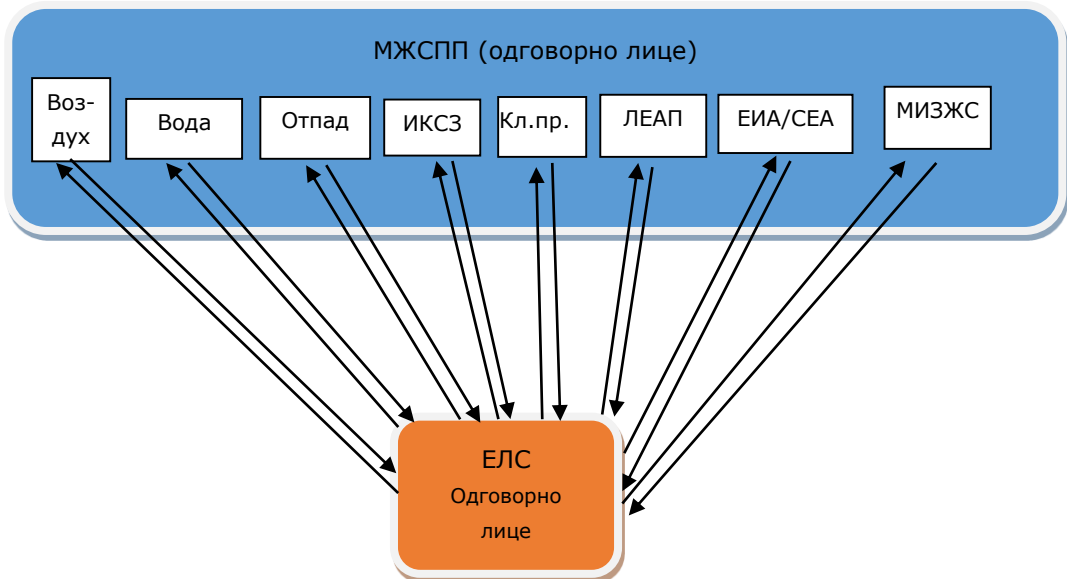 МЖСПП (одговорно лице)
Воз-
дух
Вода
Отпад
ИКСЗ
Кл.пр.
ЛЕАП
ЕИА/СЕА
МИЗЖС
ЕЛС
Одговорно
лице